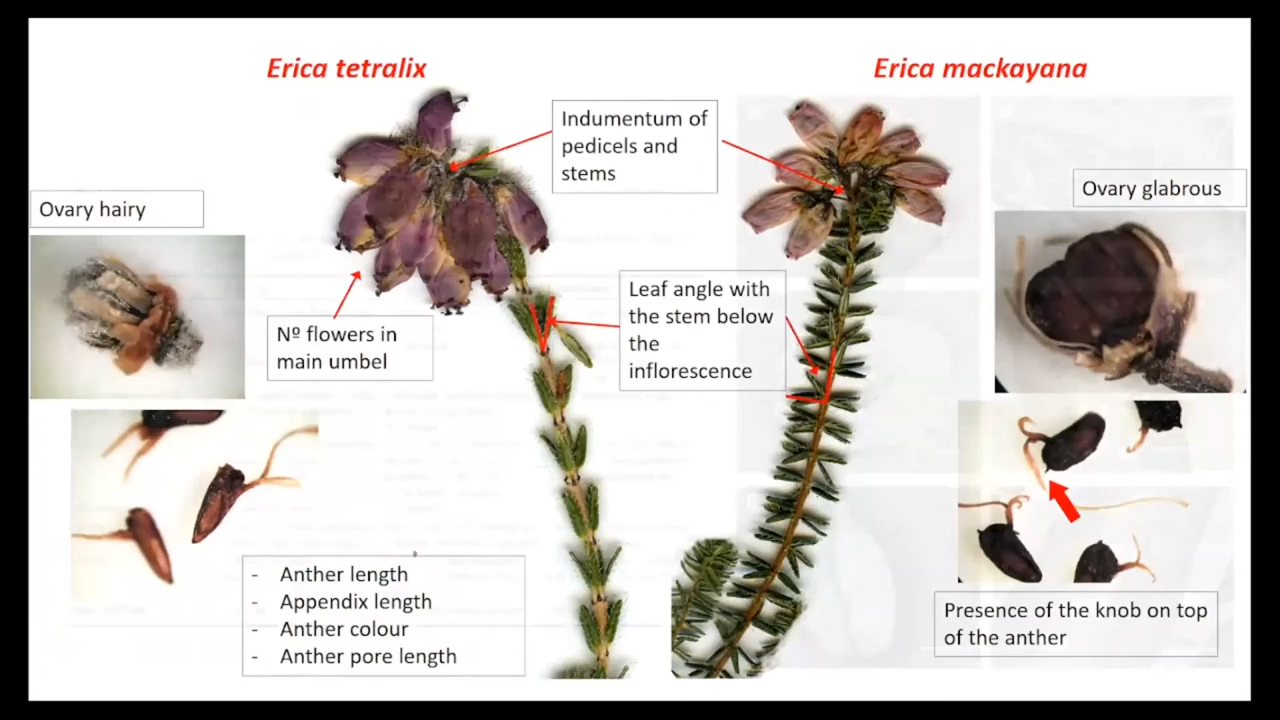 Erica tetralix
Erica mackayana
Indumentum of
pedicels and
stems
Ovary hairy
Ovary glabrous
Leaf angle with
the stem below
the
inflorescence
Nº flowers in
main umbel
- Anther length
- Appendix length
- Anther colour
- Anther pore length
Presence of the knob on top
of the anther